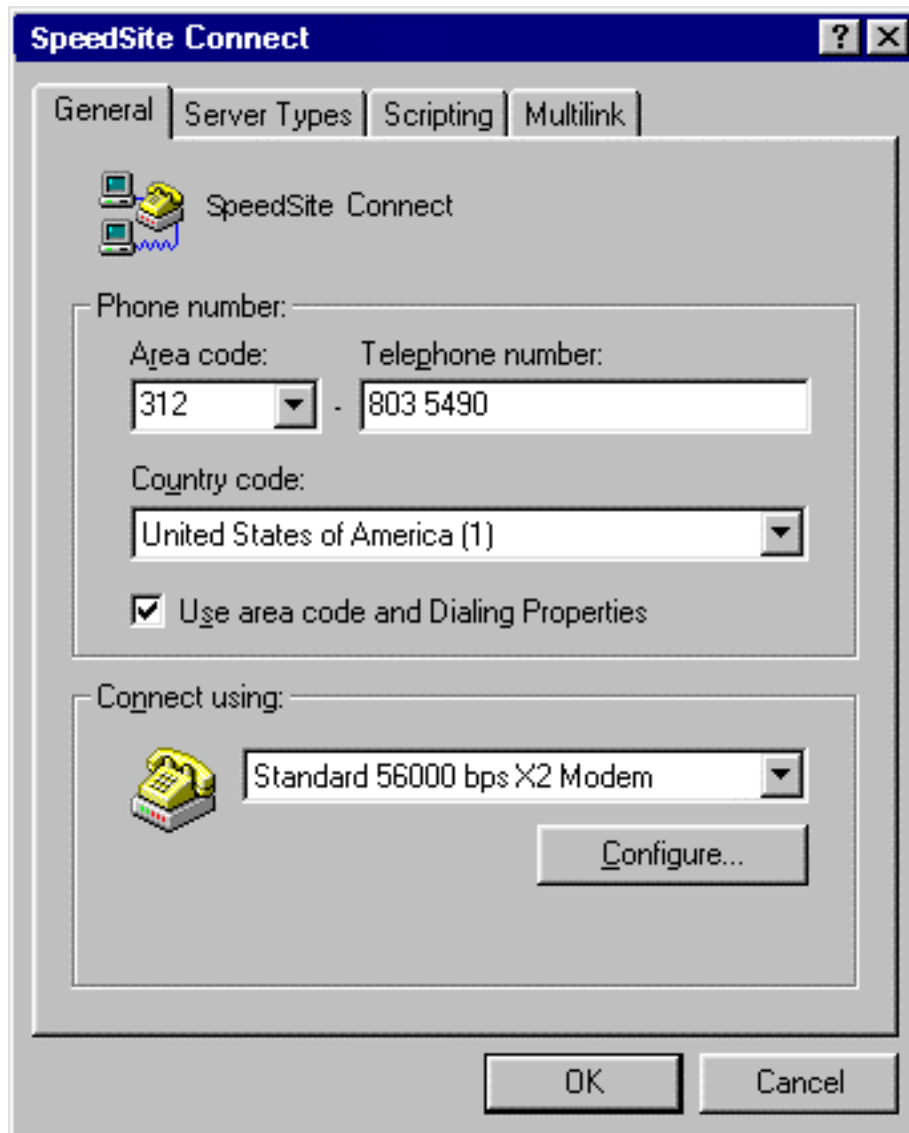 SpeedSite Connect
General Server Types Scripting Multilink
SpeedSite Connect
Phone number:
Area code: Telephone number:
312 - 803 5490
Country code:
United States of America (1)
Use area code and Dialing Properties
Connect using:
Standard 56000 bps X2 Modem
Configure...
OK Cancel